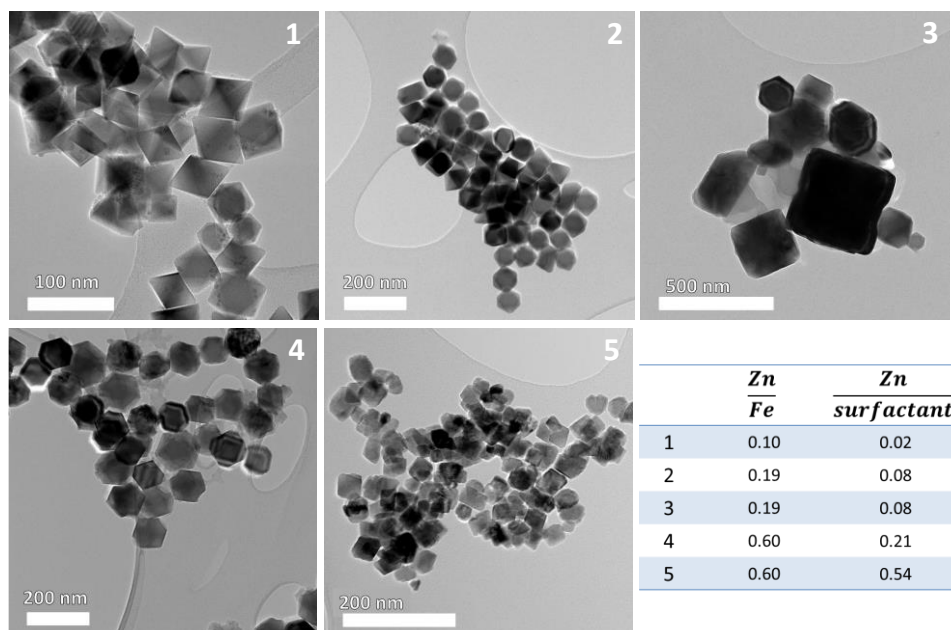 1
100 nm
2
200 nm
3
500 nm
4
200 nm
5
200 nm
Zn/Fe Zn/surfactant
1 0.10 0.02
2 0.19 0.08
3 0.19 0.08
4 0.60 0.21
5 0.60 0.54